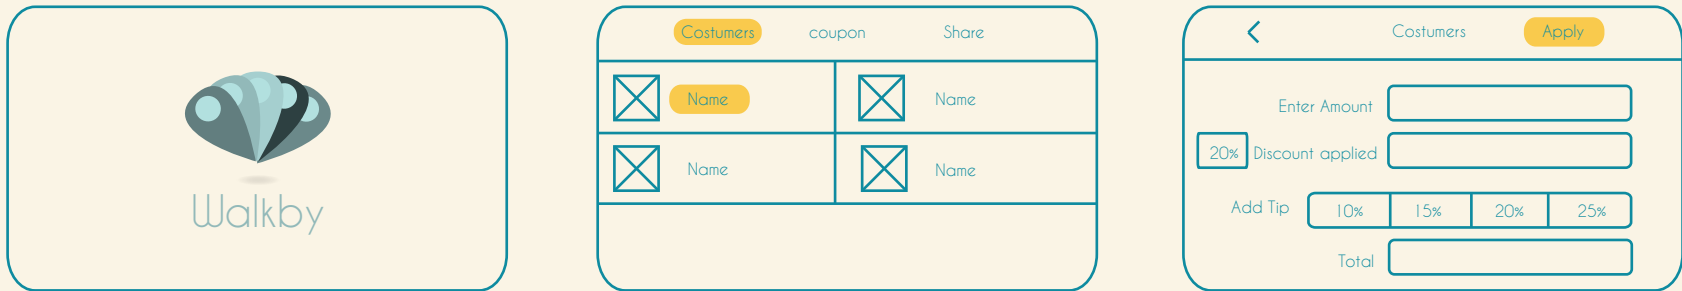 Walkby
Costumers coupon Share
Name Name
Name Name
Costumers Apply
Enter Amount
20% Discount applied
Add Tip 10% 15% 20% 25%
Total